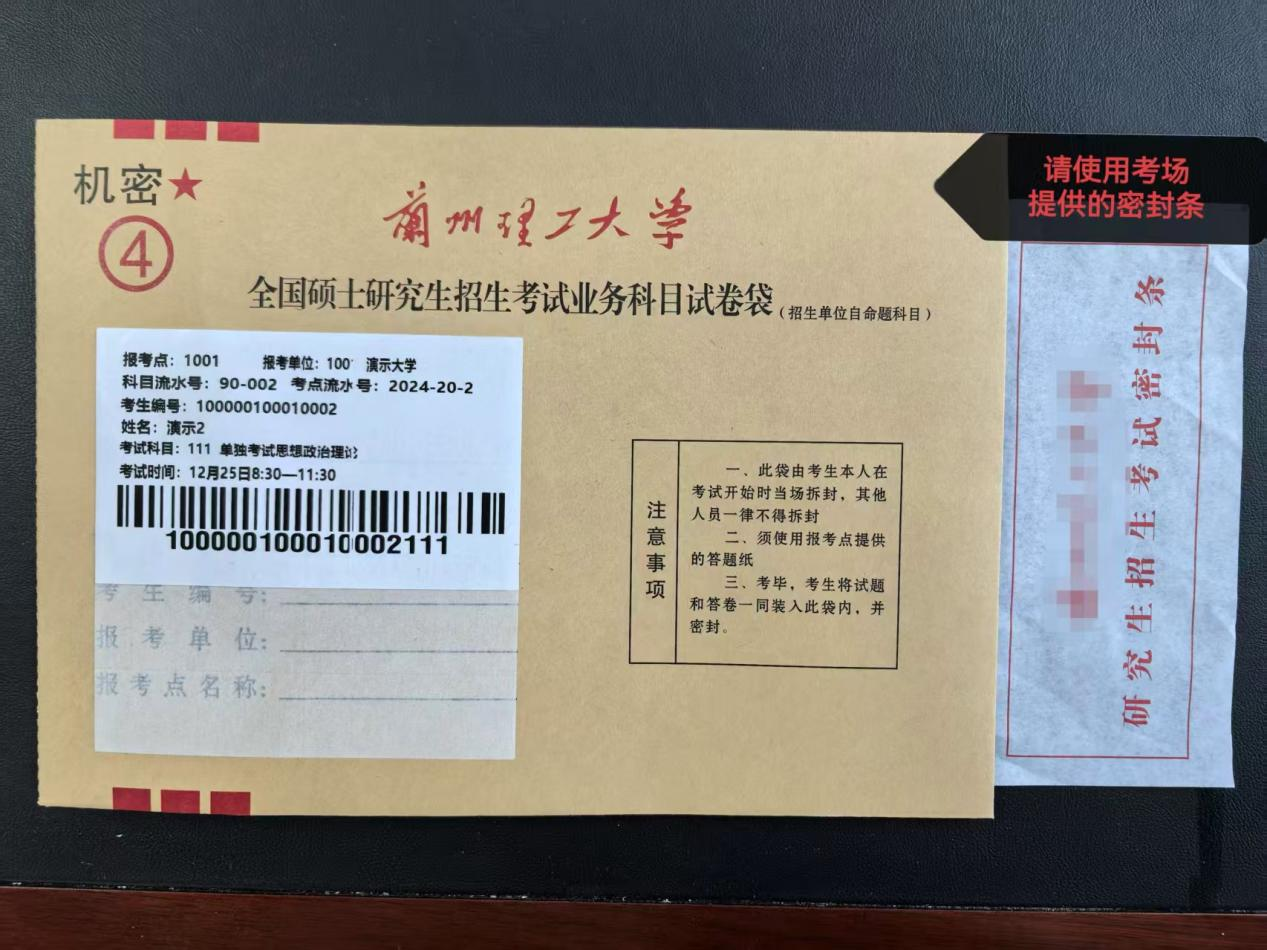 机密★
④
蘭州理工大学
全国硕士研究生招生考试业务科目试卷袋（招生单位自命题科目）
请使用考场
提供的密封条
报考点：1001 报考单位：100 演示大学
科目流水号：90-002 考点流水号：2024-20-2
考生编号：100000100010002
姓名：演示2
考试科目：111 单独考试思想政治理论
考试时间：12月25日8:30—11:30
100000100010002111
考生编号：
报考单位：
报考点名称：
注意事项
一、此袋由考生本人在
考试开始时当场拆封，其他
人员一律不得拆封
二、须使用报考点提供
的答题纸
三、考毕，考生将试题
和答卷一同装入此袋内，并
密封。
研究生招生考试密封条